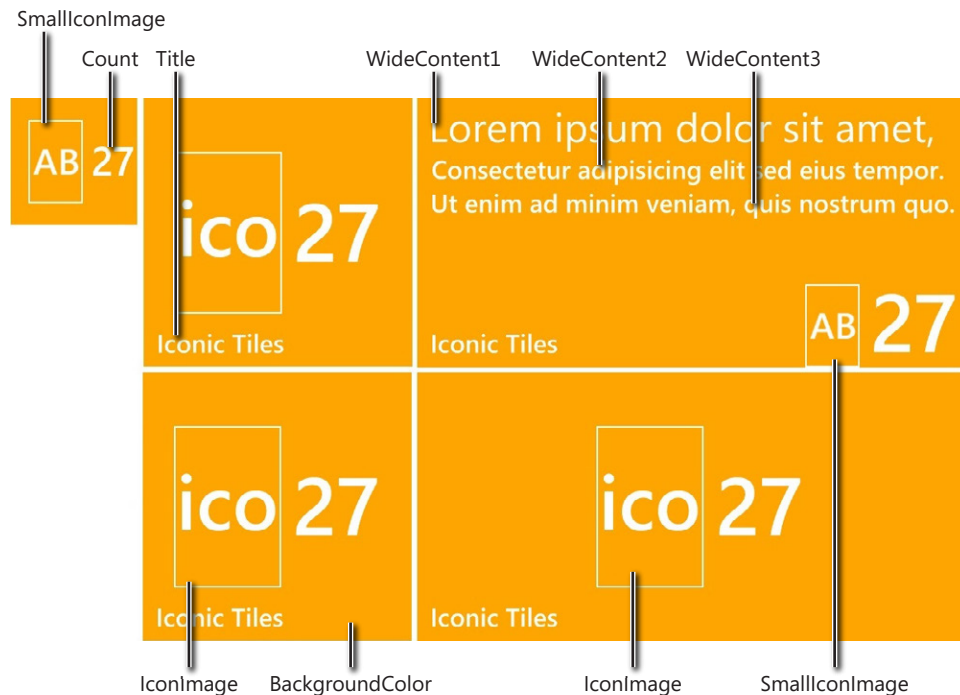 SmallIconImage
Count Title WideContent1 WideContent2 WideContent3
AB 27
ico 27
Iconic Tiles
Lorem ipsum dolor sit amet,
Consectetur adipisicing elit sed eius tempor.
Ut enim ad minim veniam, quis nostrum quo.
AB 27
Iconic Tiles
ico 27
Iconic Tiles
ico 27
Iconic Tiles
IconImage BackgroundColor IconImage SmallIconImage